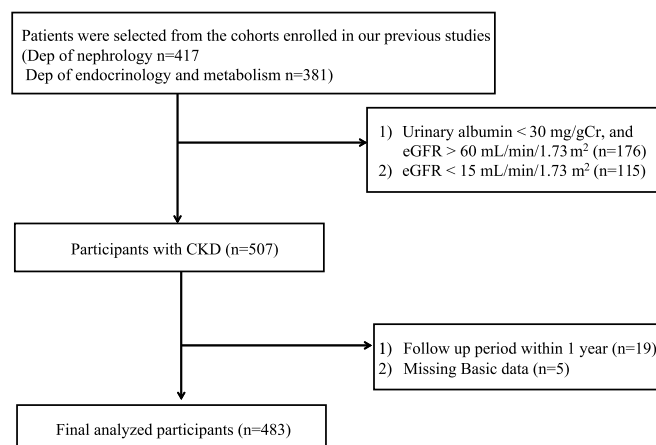 Patients were selected from the cohorts enrolled in our previous studies
(Dep of nephrology n=417
Dep of endocrinology and metabolism n=381)
1) Urinary albumin < 30 mg/gCr, and
eGFR > 60 mL/min/1.73 m² (n=176)
2) eGFR < 15 mL/min/1.73 m² (n=115)
Participants with CKD (n=507)
1) Follow up period within 1 year (n=19)
2) Missing Basic data (n=5)
Final analyzed participants (n=483)